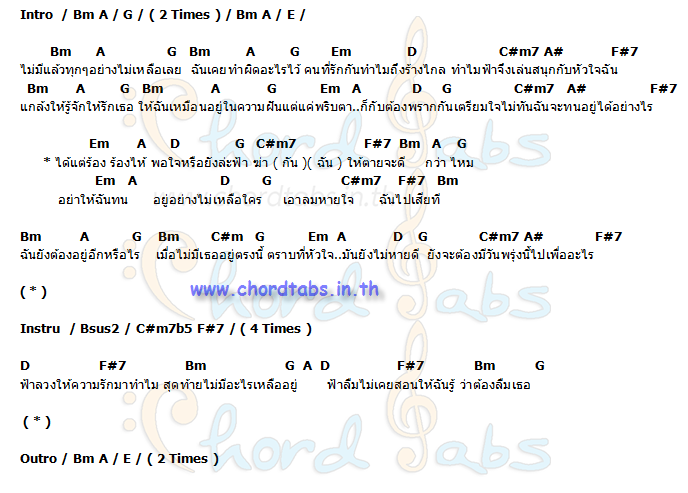 Intro / Bm A / G / ( 2 Times ) / Bm A / E /
Bm A G Bm A G Em D C#m7 A# F#7
ไม่มีแล้วทุกๆอย่างไม่เหลือเลย ฉันเคยทำผิดอะไรไว้ คนที่รักกันทำไมถึงร้างไกล ทำไมฟ้าจึงเล่นสนุกกับหัวใจฉัน
Bm A G Bm A G Em A D G C#m7 A# F#7
แกล้งให้รู้จักให้รักเธอ ให้ฉันเหมือนอยู่ในความฝันแต่แค่พริบตา..ก็กับต้องพรากกันเตรียมใจไม่ทันฉันจะทนอยู่ได้อย่างไร
Em A D G C#m7 F#7 Bm A G
* ได้แต่ร้อง ร้องไห้ พอใจหรือยังล่ะฟ้า ฆ่า ( กัน )( ฉัน ) ให้ตายจะดี กว่า ไหม
Em A D G C#m7 F#7 Bm
อย่าให้ฉันทน อยู่อย่างไม่เหลือใคร เอาลมหายใจ ฉันไปเสียที
Bm A G Bm C#m G Em A D G C#m7 A# F#7
ฉันยังต้องอยู่อีกหรือไร เมื่อไม่มีเธออยู่ตรงนี้ ตราบที่หัวใจ..มันยังไม่หายดี ยังจะต้องมีวันพรุ่งนี้ไปเพื่ออะไร
( * )
www.chordtabs.in.th
Instru / Bsus2 / C#m7b5 F#7 / ( 4 Times )
D F#7 Bm G A D F#7 Bm G
ฟ้าลวงให้ความรักมาทำไม สุดท้ายไม่มีอะไรเหลืออยู่ ฟ้าลืมไม่เคยสอนให้ฉันรู้ ว่าต้องลืมเธอ
( * )
Outro / Bm A / E / ( 2 Times )